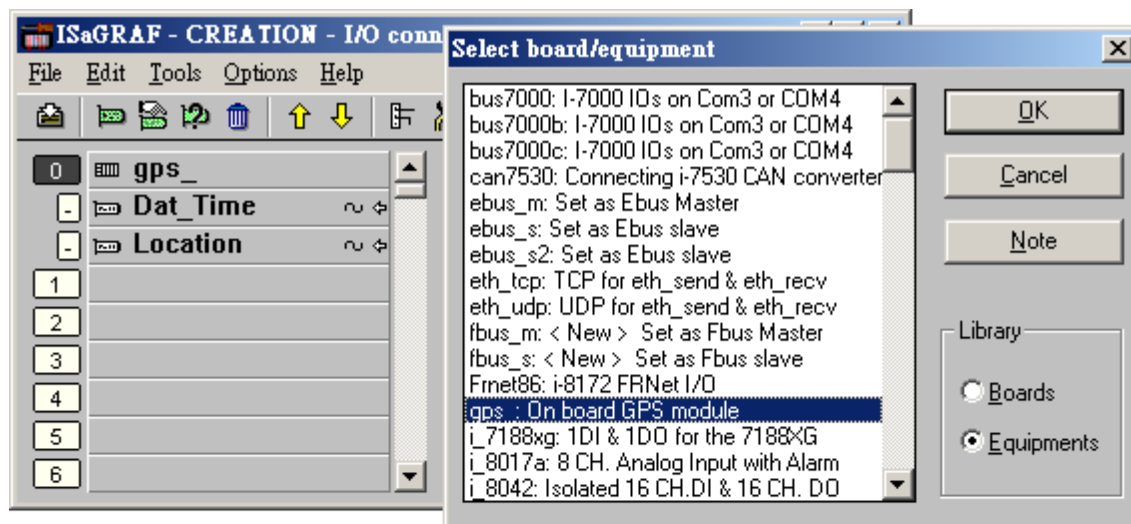 ISaGRAF - CREATION - I/O conn
File Edit Tools Options Help
0 gps_
- Dat_Time
- Location
1
2
3
4
5
6
Select board/equipment
bus7000: I-7000 IOs on Com3 or COM4
bus7000b: I-7000 IOs on Com3 or COM4
bus7000c: I-7000 IOs on Com3 or COM4
can7530: Connecting i-7530 CAN converter
ebus_m: Set as Ebus Master
ebus_s: Set as Ebus slave
ebus_s2: Set as Ebus slave
eth_tcp: TCP for eth_send & eth_recv
eth_udp: UDP for eth_send & eth_recv
fbus_m: < New > Set as Fbus Master
fbus_s: < New > Set as Fbus slave
Frnet86: i-8172 FRNet I/O
gps_: On board GPS module
i_7188xg: 1DI & 1DO for the 7188XG
i_8017a: 8 CH. Analog Input with Alarm
i_8042: Isolated 16 CH.DI & 16 CH. DO
OK
Cancel
Note
Library
Boards
Equipments